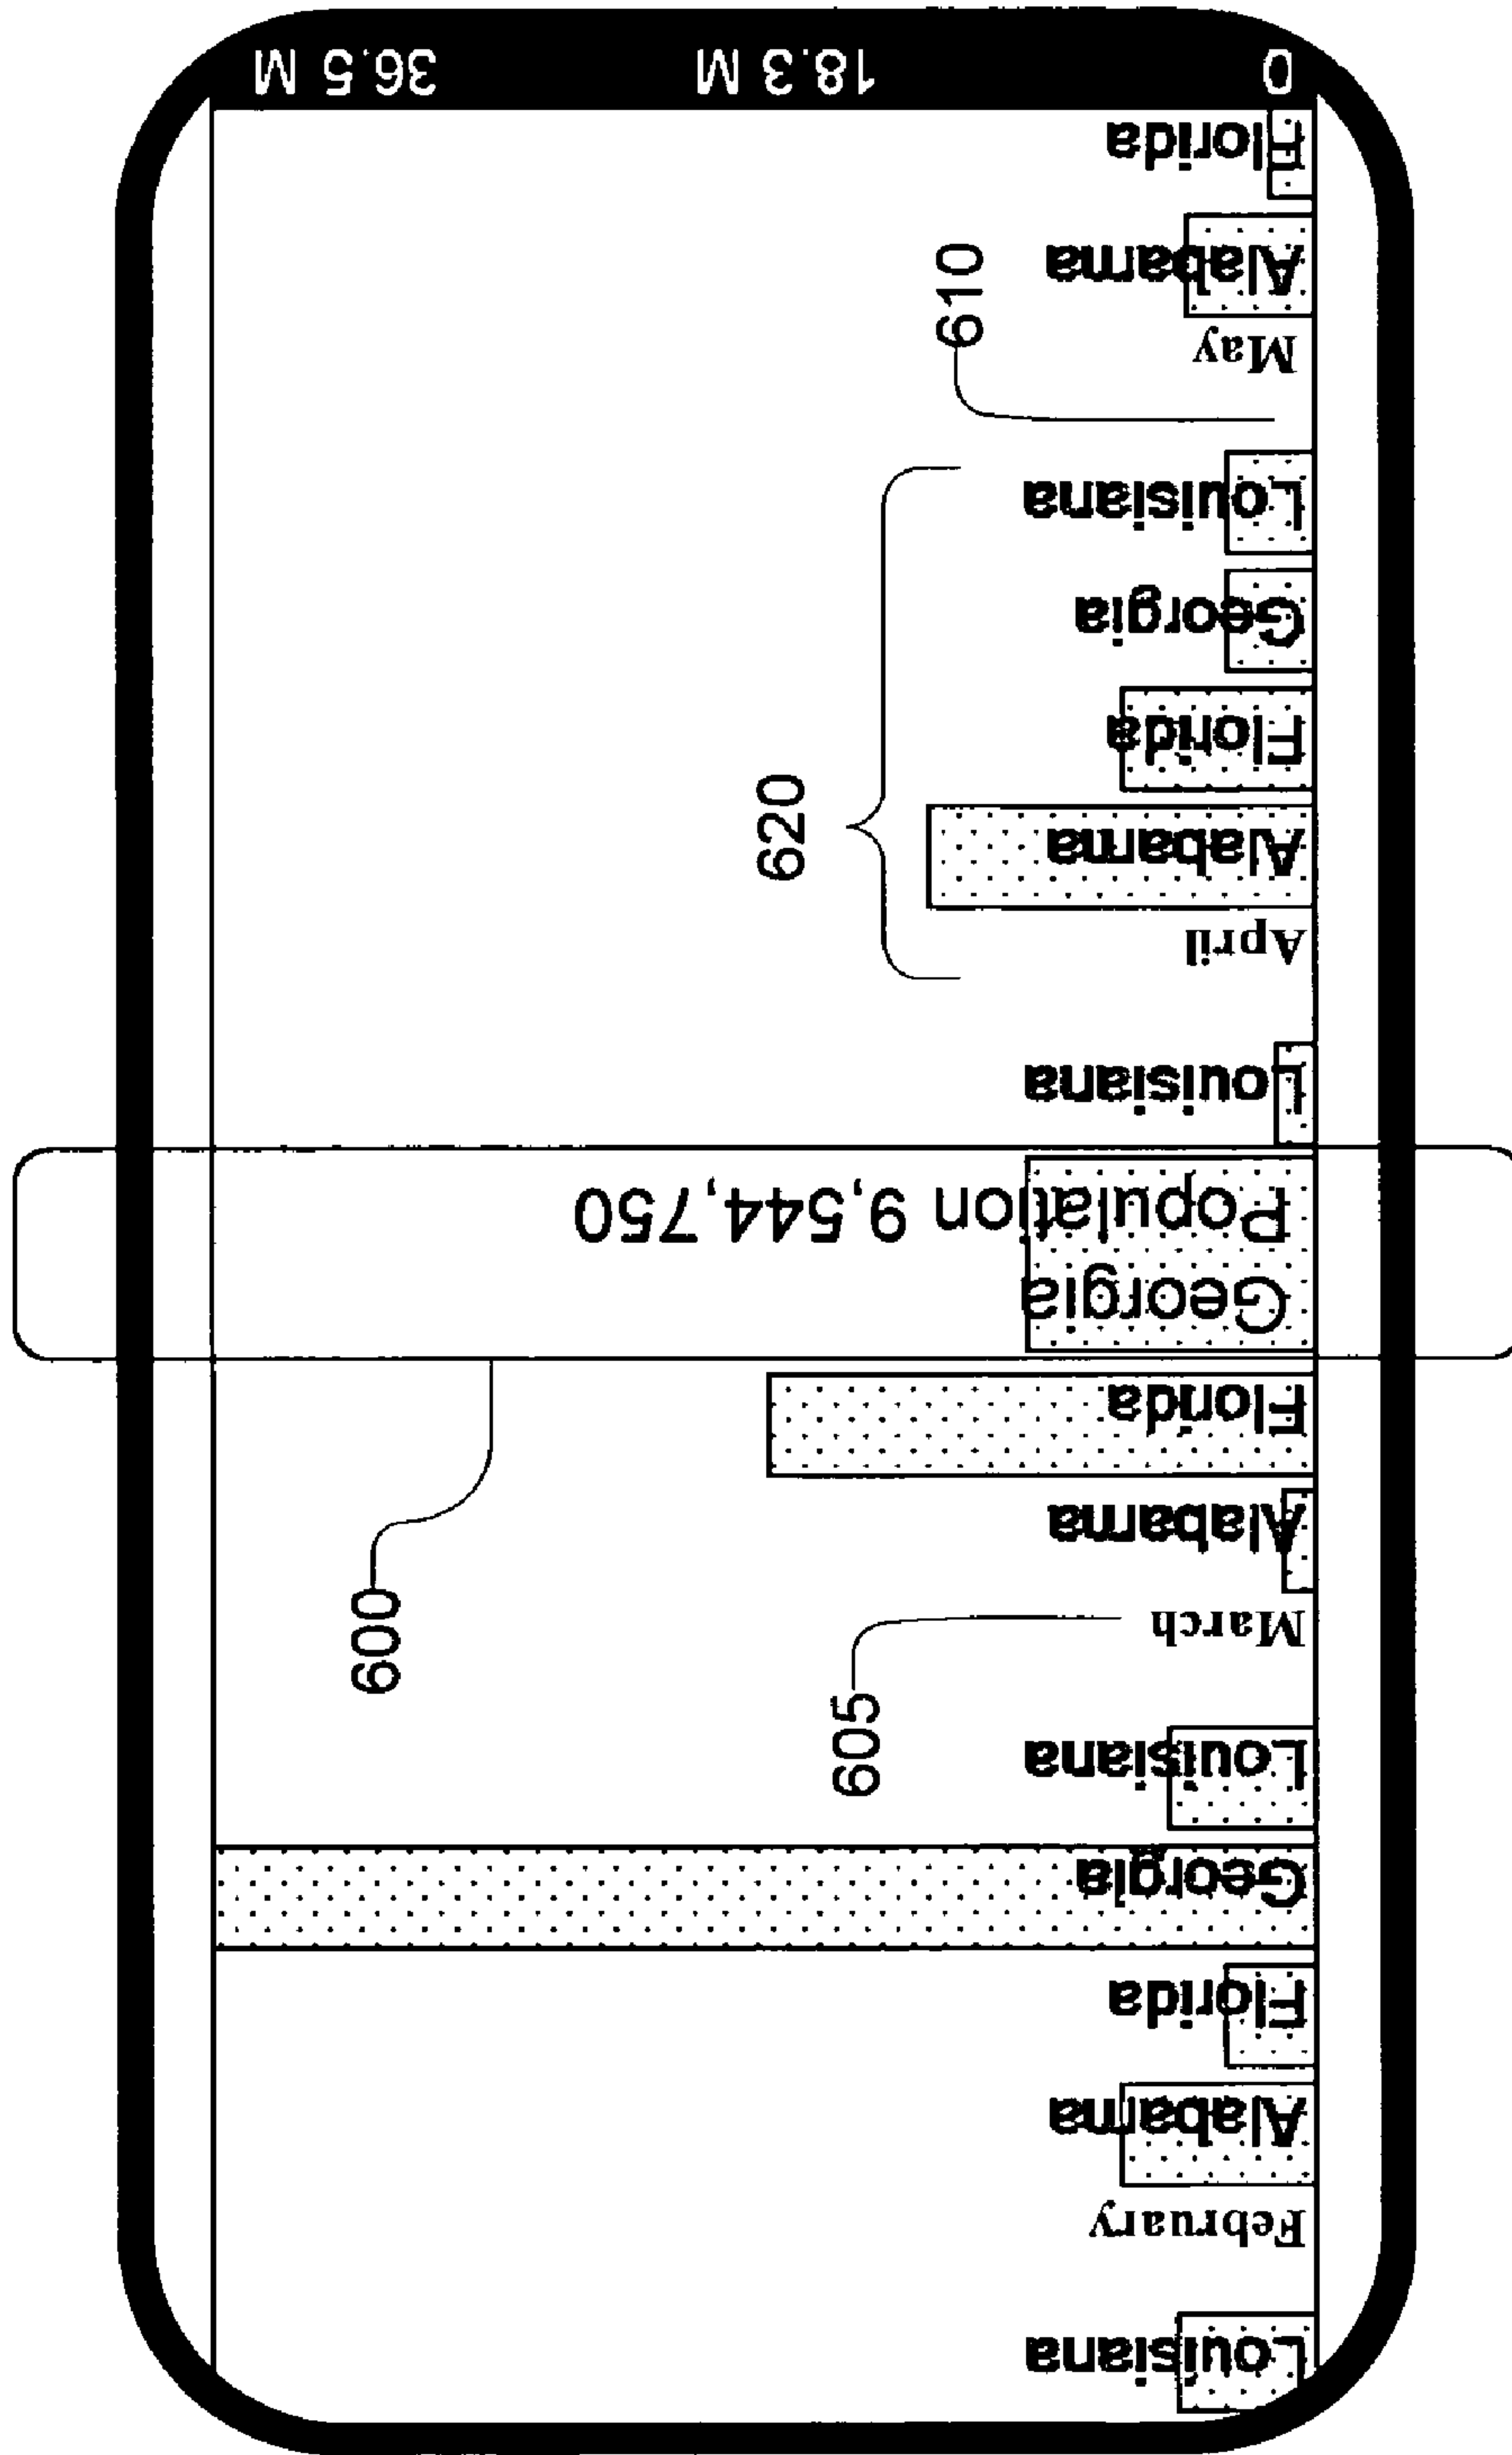 Louisiana
February
Alabama
Florida
Georgia
Louisiana
605
March
600
Alabama
Florida
Georgia
Population 9,544,750
Louisiana
April
Alabama
620
Florida
Georgia
Louisiana
May
610
Alabama
Florida
0 18.3 M 36.5 M